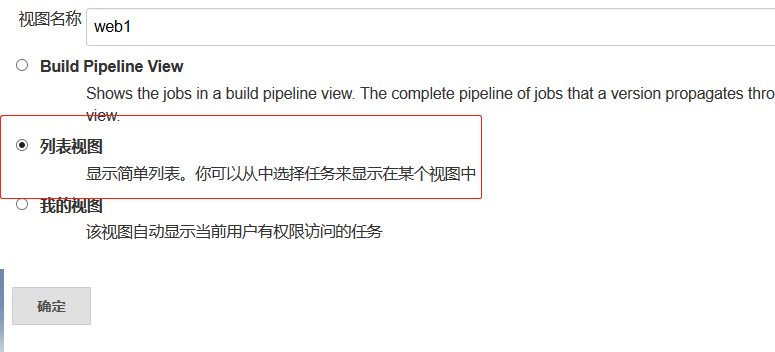 视图名称
web1
Build Pipeline View
Shows the jobs in a build pipeline view. The complete pipeline of jobs that a version propagates thro
view.
列表视图
显示简单列表。你可以从中选择任务来显示在某个视图中
我的视图
该视图自动显示当前用户有权限访问的任务
确定